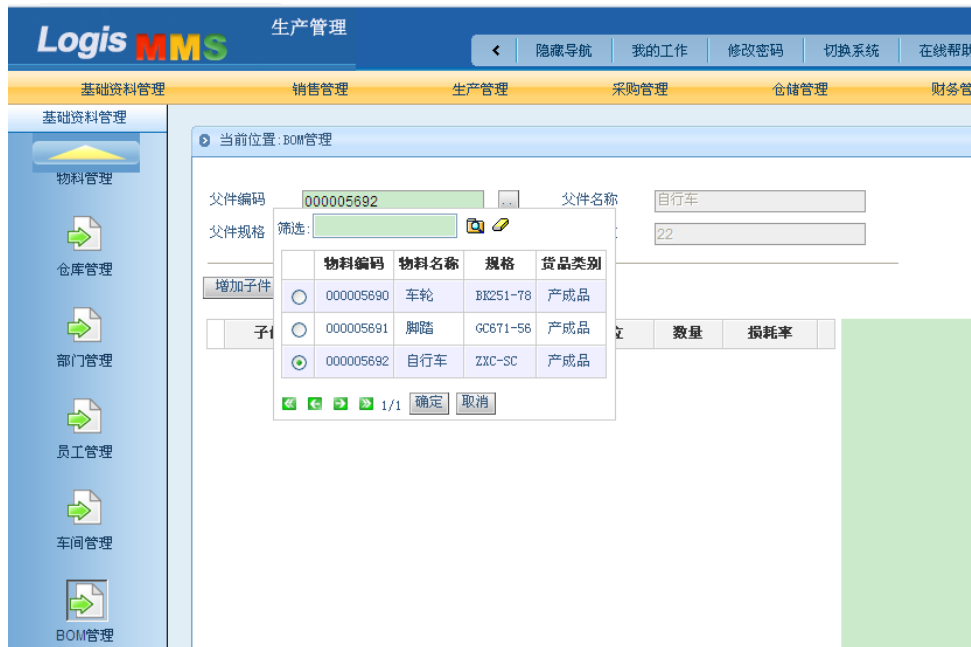 Logis MMS
生产管理
隐藏导航 我的工作 修改密码 切换系统 在线帮助
基础资料管理 销售管理 生产管理 采购管理 仓储管理 财务管
基础资料管理
当前位置:BOM管理
物料管理
父件编码 000005692 .. 父件名称 自行车
父件规格 22
筛选:
物料编码 物料名称 规格 货品类别
000005690 车轮 BK251-78 产成品
000005691 脚踏 GC671-56 产成品
000005692 自行车 ZXC-SC 产成品
1/1 确定 取消
增加子件
数量 损耗率
仓库管理
部门管理
员工管理
车间管理
BOM管理